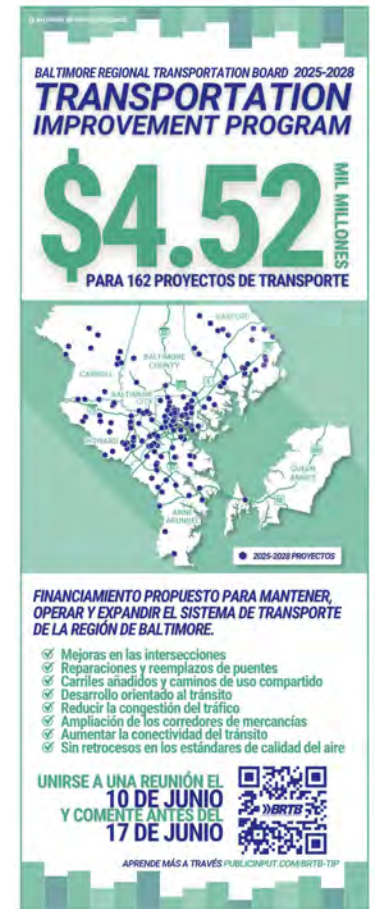 BALTIMORE REGIONAL TRANSPORTATION BOARD 2025-2028
TRANSPORTATION
IMPROVEMENT PROGRAM
$4.52
MIL MILLONES
PARA 162 PROYECTOS DE TRANSPORTE
HARFORD
BALTIMORE
COUNTY
CARROLL
BALTIMORE
CITY
HOWARD
QUEEN
ANNE'S
ANNE
ARUNDEL
2025-2028 PROYECTOS
FINANCIAMIENTO PROPUESTO PARA MANTENER,
OPERAR Y EXPANDIR EL SISTEMA DE TRANSPORTE
DE LA REGIÓN DE BALTIMORE.
Mejoras en las intersecciones
Reparaciones y reemplazos de puentes
Carriles añadidos y caminos de uso compartido
Desarrollo orientado al tránsito
Reducir la congestión del tráfico
Ampliación de los corredores de mercancías
Aumentar la conectividad del tránsito
Sin retrocesos en los estándares de calidad del aire
UNIRSE A UNA REUNIÓN EL
10 DE JUNIO
Y COMENTE ANTES DEL
17 DE JUNIO
»BRTB
APRENDE MÁS A TRAVÉS PUBLICINPUT.COM/BRTB-TIP